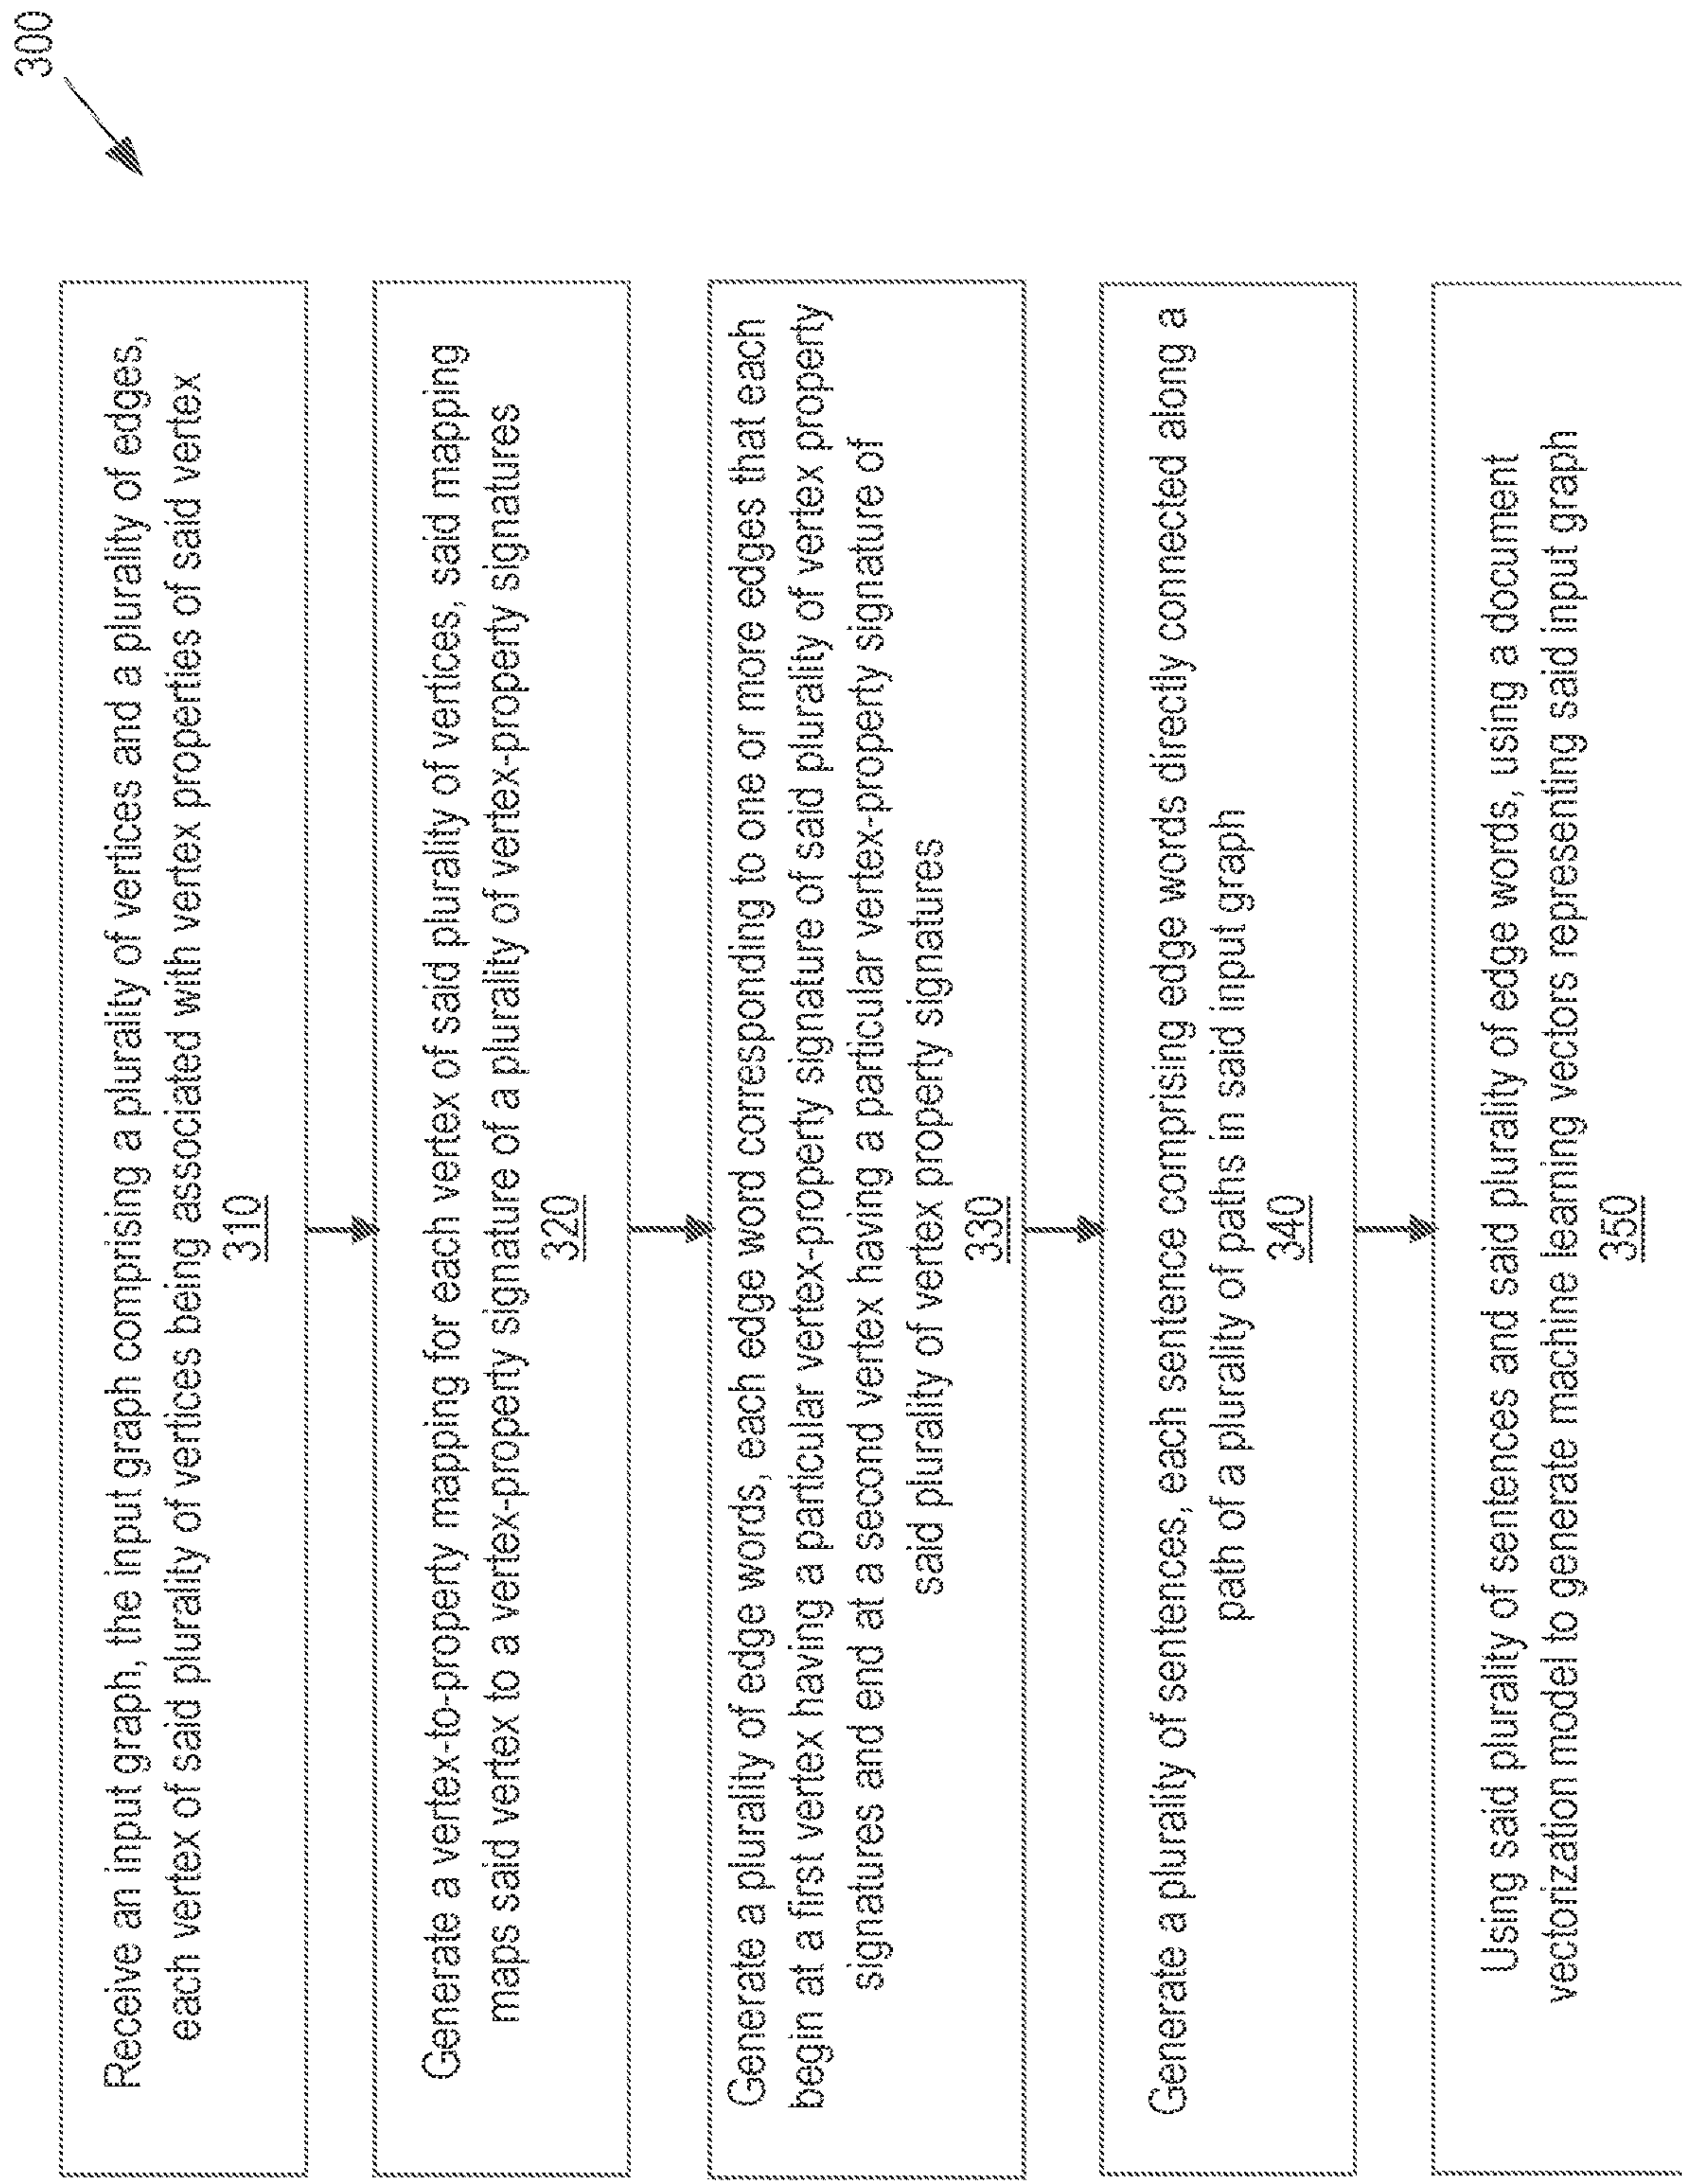 300
Receive an input graph, the input graph comprising a plurality of vertices and a plurality of edges,
each vertex of said plurality of vertices being associated with vertex properties of said vertex
310
Generate a vertex-to-property mapping for each vertex of said plurality of vertices, said mapping
maps said vertex to a vertex-property signature of a plurality of vertex-property signatures
320
Generate a plurality of edge words, each edge word corresponding to one or more edges that each
begin at a first vertex having a particular vertex-property signature of said plurality of vertex property
signatures and end at a second vertex having a particular vertex-property signature of
said plurality of vertex property signatures
330
Generate a plurality of sentences, each sentence comprising edge words directly connected along a
path of a plurality of paths in said input graph
340
Using said plurality of sentences and said plurality of edge words, using a document
vectorization model to generate machine learning vectors representing said input graph
350